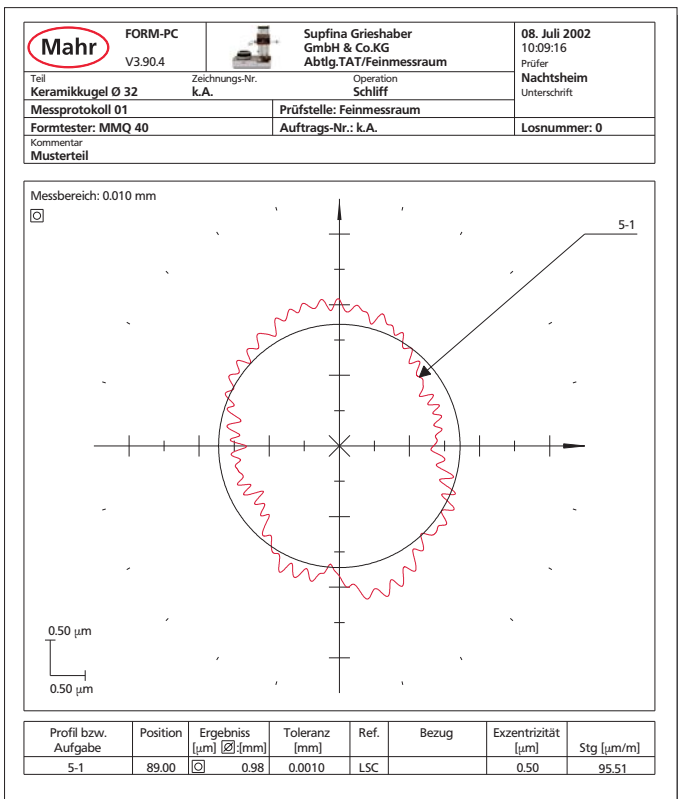 Mahr
FORM-PC
V3.90.4
Supfina Grieshaber
GmbH & Co.KG
Abtlg.TAT/Feinmessraum
08. Juli 2002
10:09:16
Prüfer
Nachtsheim
Unterschrift
Teil Zeichnungs-Nr. Operation
Keramikkugel Ø 32 k.A. Schliff
Messprotokoll 01 Prüfstelle: Feinmessraum
Formtester: MMQ 40 Auftrags-Nr.: k.A. Losnummer: 0
Kommentar
Musterteil
Messbereich: 0.010 mm
5-1
0.50 µm
0.50 µm
Profil bzw. Position Ergebniss Toleranz Ref. Bezug Exzentrizität
Aufgabe [µm] Ø:[mm] [mm] [µm] Stg [µm/m]
5-1 89.00 0.98 0.0010 LSC 0.50 95.51